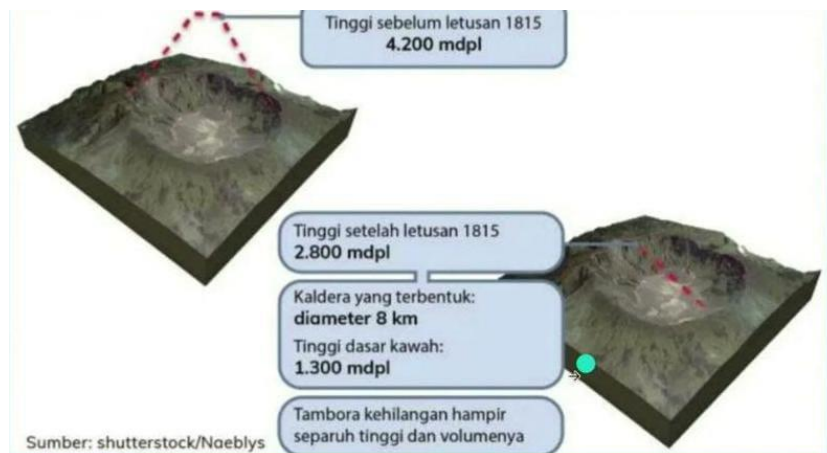 Tinggi sebelum letusan 1815
4.200 mdpl
Tinggi setelah letusan 1815
2.800 mdpl
Kaldera yang terbentuk:
diameter 8 km
Tinggi dasar kawah:
1.300 mdpl
Tambora kehilangan hampir
separuh tinggi dan volumenya
Sumber: shutterstock/Naeblys